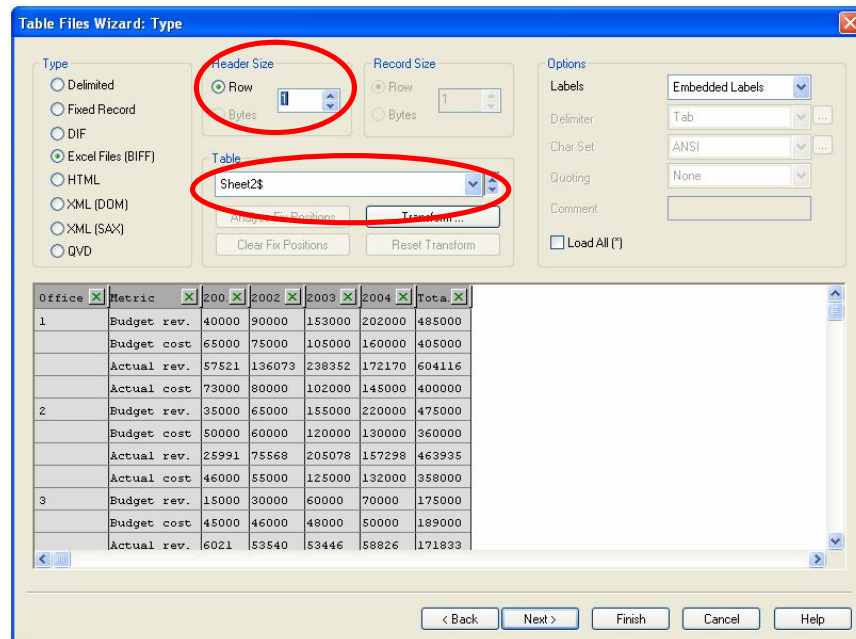 Table Files Wizard: Type
Type
Delimited
Fixed Record
DIF
Excel Files (BIFF)
HTML
XML (DOM)
XML (SAX)
QVD
Header Size
Row 1
Bytes
Record Size
Row 1
Bytes
Table
Sheet2$
Analyze Fix Positions Transform ...
Clear Fix Positions Reset Transform
Options
Labels Embedded Labels
Delimiter Tab ...
Char Set ANSI ...
Quoting None
Comment
Load All (*)
Office Metric 200. 2002 2003 2004 Tota.
1 Budget rev. 40000 90000 153000 202000 485000
Budget cost 65000 75000 105000 160000 405000
Actual rev. 57521 136073 238352 172170 604116
Actual cost 73000 80000 102000 145000 400000
2 Budget rev. 35000 65000 155000 220000 475000
Budget cost 50000 60000 120000 130000 360000
Actual rev. 25991 75568 205078 157298 463935
Actual cost 46000 55000 125000 132000 358000
3 Budget rev. 15000 30000 60000 70000 175000
Budget cost 45000 46000 48000 50000 189000
Actual rev. 6021 53540 53446 58826 171833
< Back Next > Finish Cancel Help